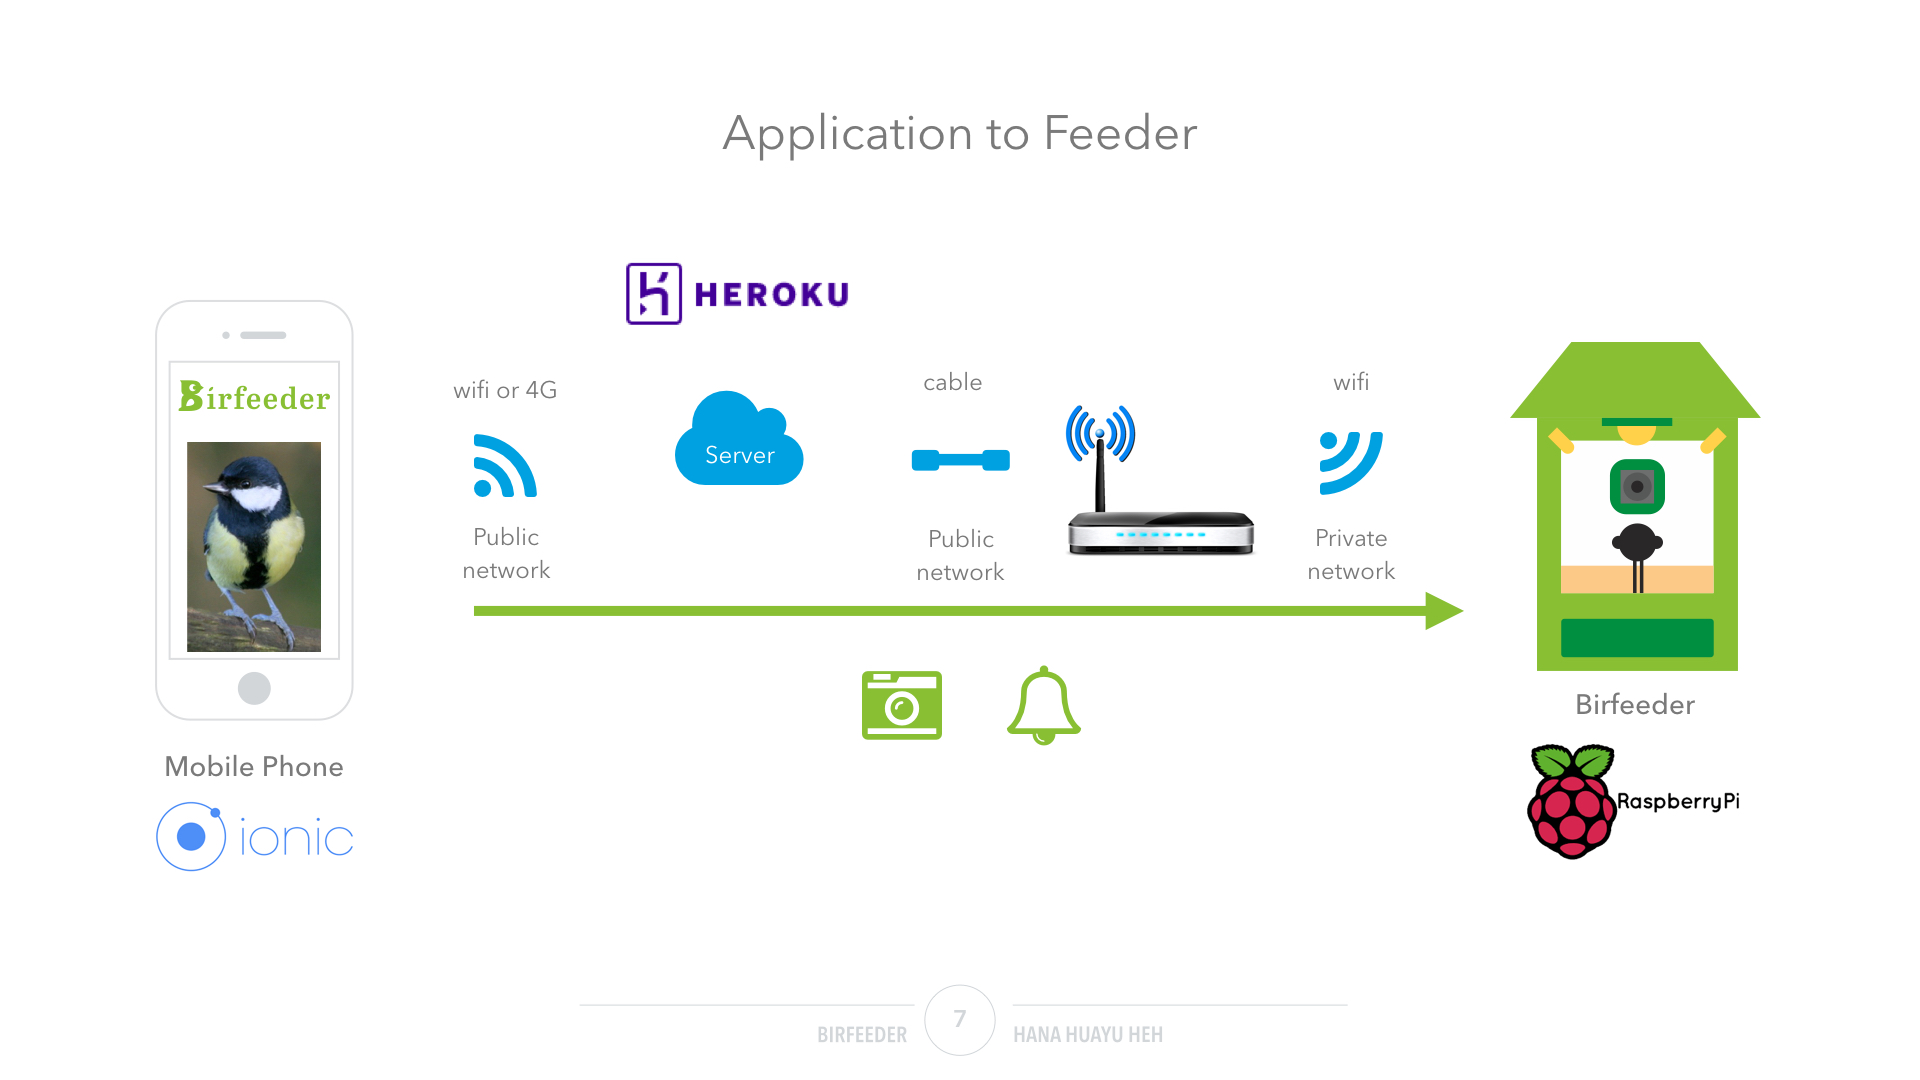 Application to Feeder
HEROKU
Birfeeder
wifi or 4G
Server
cable
wifi
Public
network
Public
network
Private
network
Mobile Phone
ionic
Birfeeder
RaspberryPi
BIRFEEDER
7
HANA HUAYU HEH